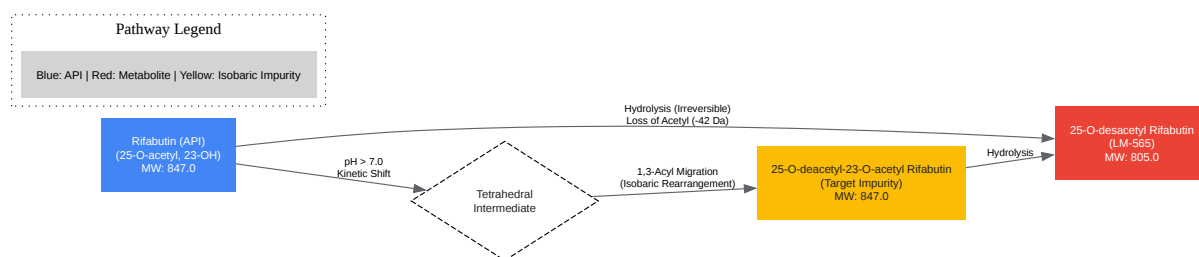 Pathway Legend
Blue: API | Red: Metabolite | Yellow: Isobaric Impurity
Rifabutin (API)
(25-O-acetyl, 23-OH)
MW: 847.0
Hydrolysis (Irreversible)
Loss of Acetyl (-42 Da)
pH > 7.0
Kinetic Shift
Tetrahedral
Intermediate
1,3-Acyl Migration
(Isobaric Rearrangement)
25-O-deacetyl-23-O-acetyl Rifabutin
(Target Impurity)
MW: 847.0
Hydrolysis
25-O-desacetyl Rifabutin
(LM-565)
MW: 805.0